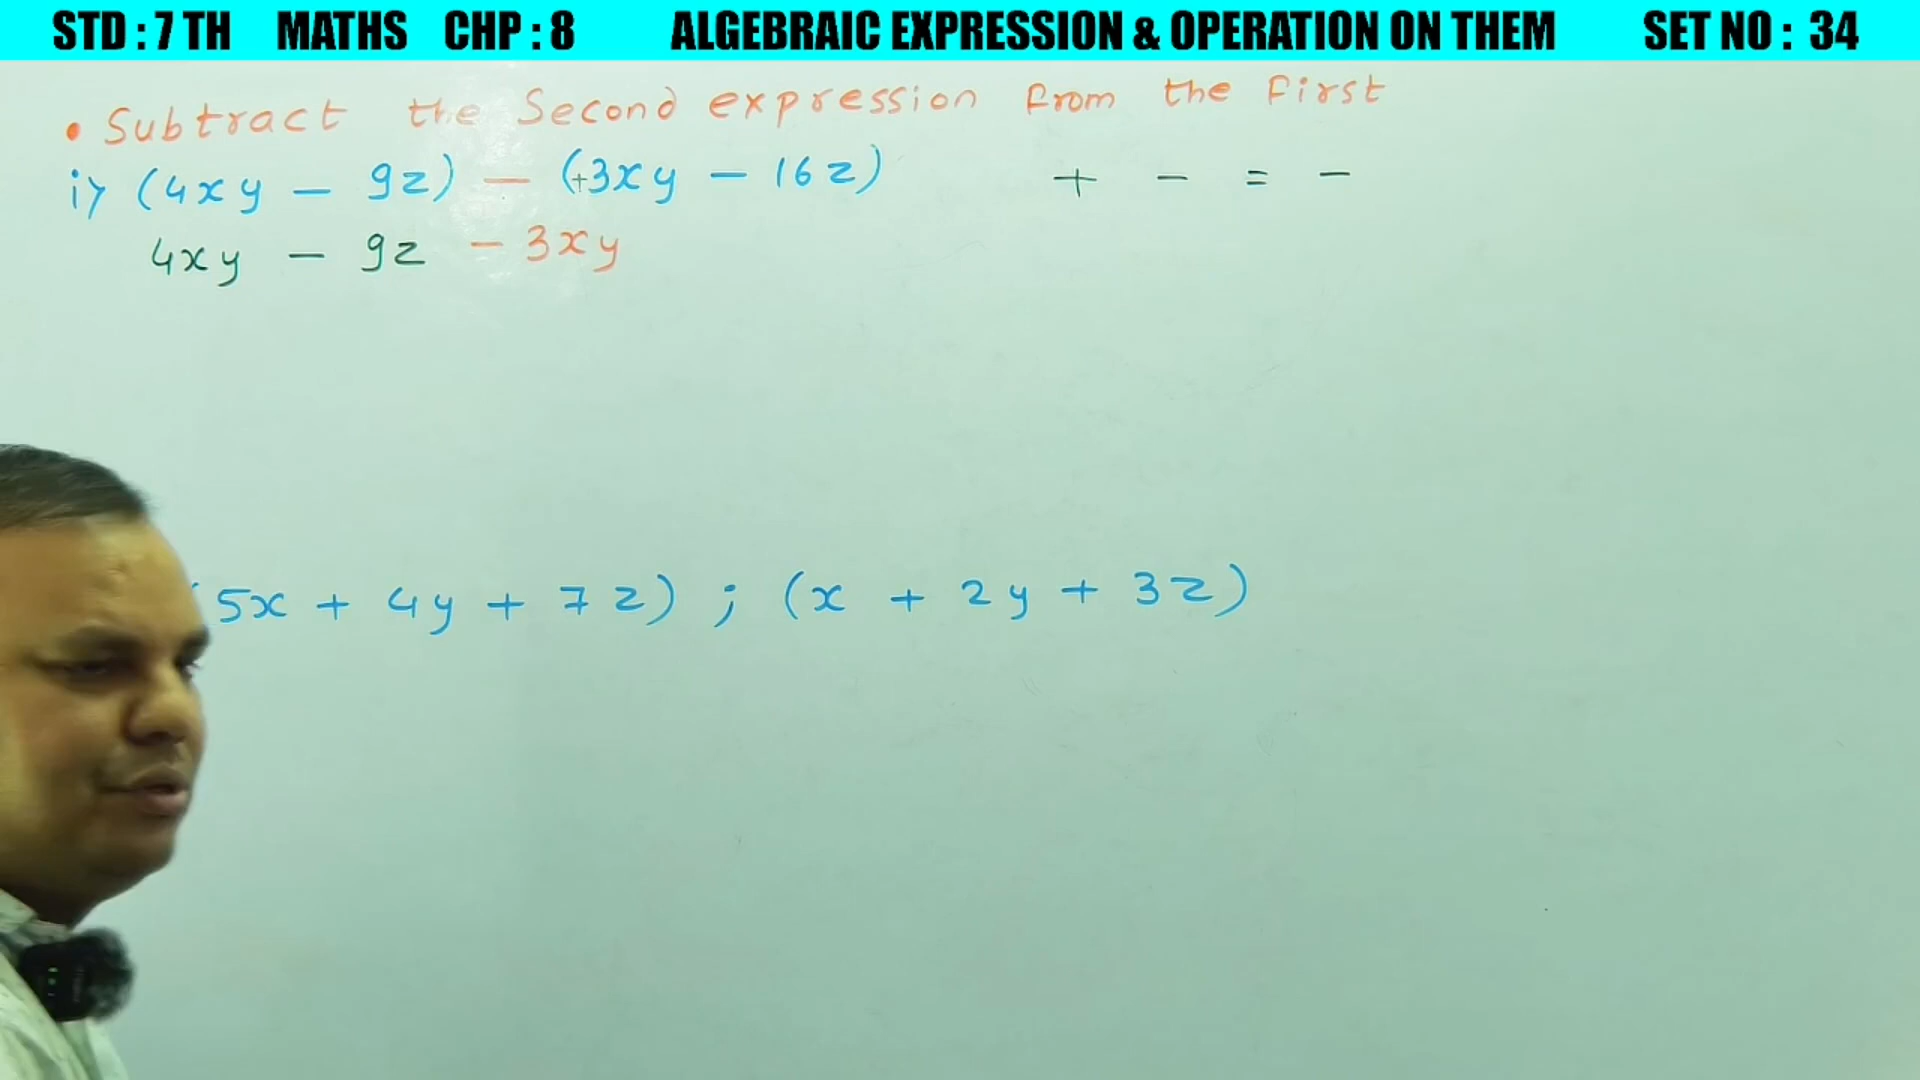 STD : 7 TH MATHS CHP : 8 ALGEBRAIC EXPRESSION & OPERATION ON THEM SET NO : 34
• Subtract the Second expression from the First
i) (4xy - 9z) - (+3xy - 16z) + - = -
4xy - 9z - 3xy
5x + 4y + 7z) ; (x + 2y + 3z)